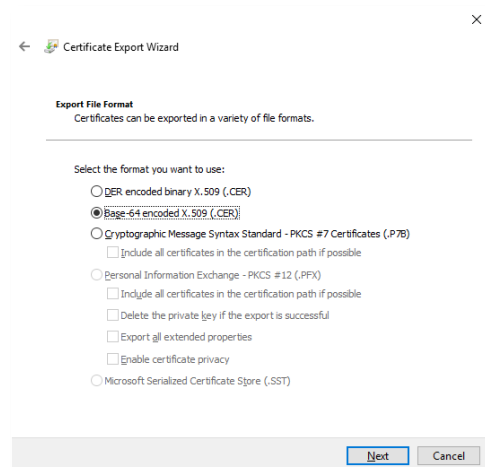 Certificate Export Wizard
Export File Format
Certificates can be exported in a variety of file formats.
Select the format you want to use:
DER encoded binary X.509 (.CER)
Base-64 encoded X.509 (.CER)
Cryptographic Message Syntax Standard - PKCS #7 Certificates (.P7B)
Include all certificates in the certification path if possible
Personal Information Exchange - PKCS #12 (.PFX)
Include all certificates in the certification path if possible
Delete the private key if the export is successful
Export all extended properties
Enable certificate privacy
Microsoft Serialized Certificate Store (.SST)
Next Cancel